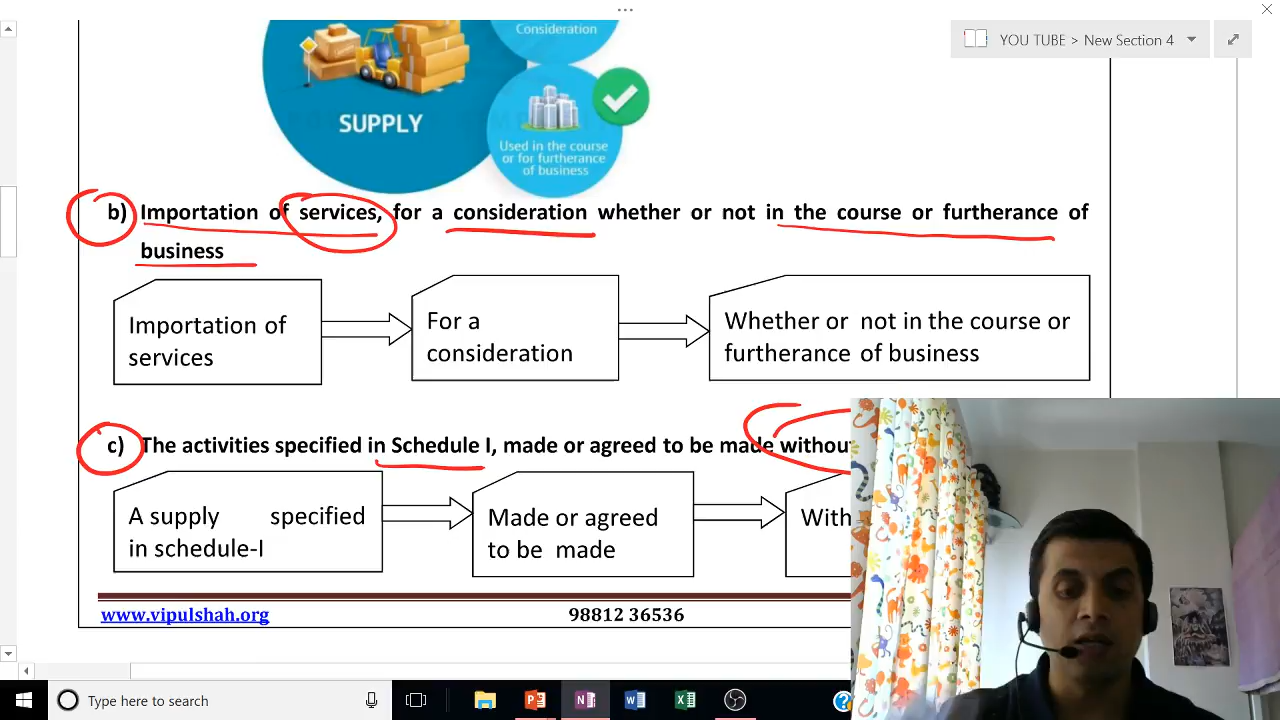 YOU TUBE > New Section 4
Consideration
SUPPLY
Used in the course
or for furtherance
of business
b) Importation of services, for a consideration whether or not in the course or furtherance of
business
Importation of
services
For a
consideration
Whether or not in the course or
furtherance of business
c) The activities specified in Schedule I, made or agreed to be made
A supply specified
in schedule-I
Made or agreed
to be made
www.vipulshah.org
98812 36536
Type here to search